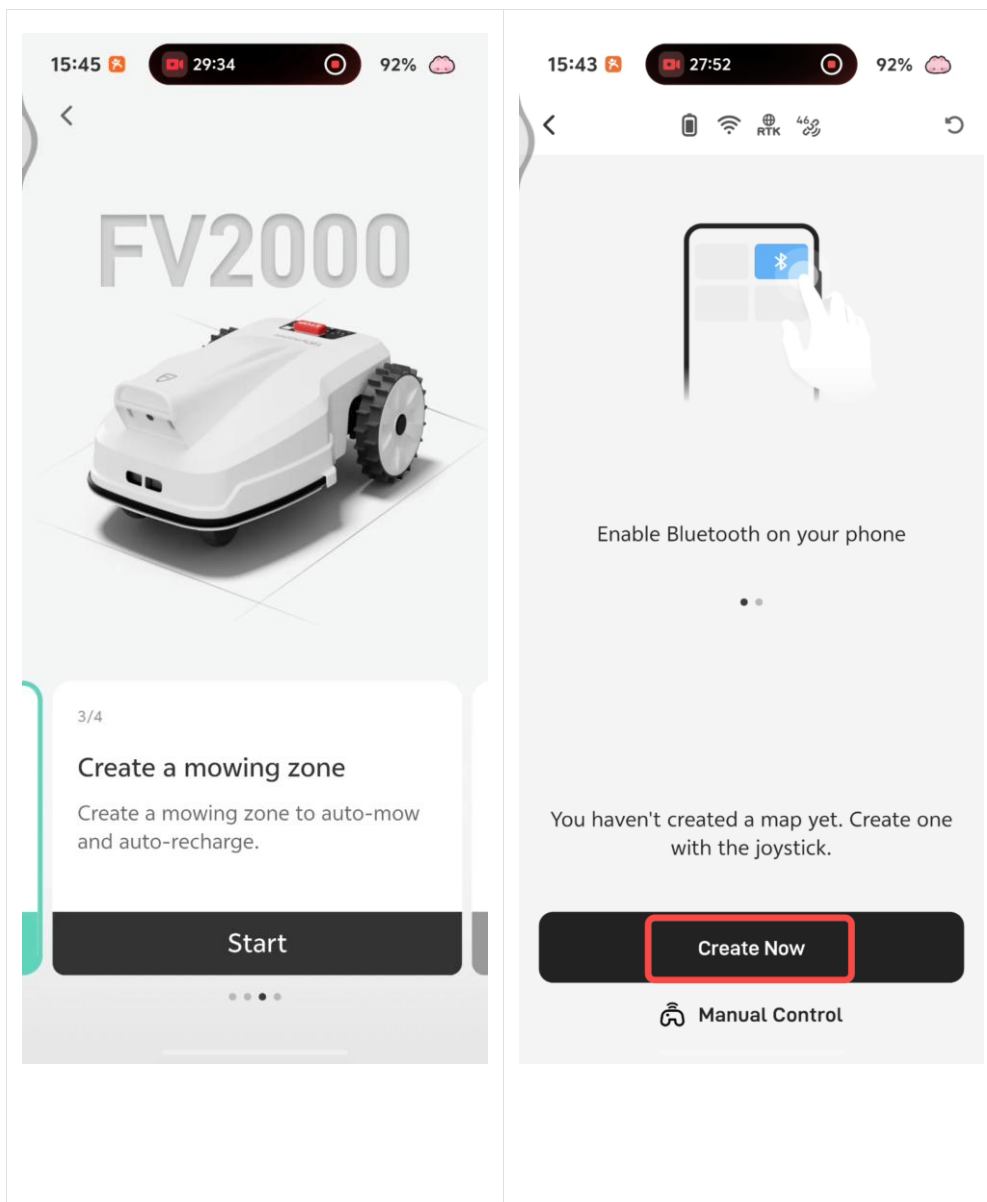 15:45 29:34 92%
FV2000
3/4
Create a mowing zone
Create a mowing zone to auto-mow
and auto-recharge.
Start
15:43 27:52 92%
RTK 46
Enable Bluetooth on your phone
You haven't created a map yet. Create one
with the joystick.
Create Now
Manual Control